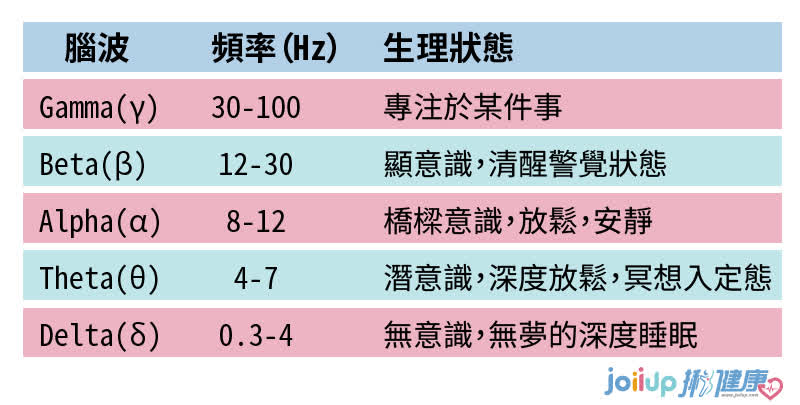 腦波 頻率(Hz) 生理狀態
Gamma(γ) 30-100 專注於某件事
Beta(β) 12-30 顯意識,清醒警覺狀態
Alpha(α) 8-12 橋樑意識,放鬆,安靜
Theta(θ) 4-7 潛意識,深度放鬆,冥想入定態
Delta(δ) 0.3-4 無意識,無夢的深度睡眠
joiiup 揪健康
www.joiiup.com